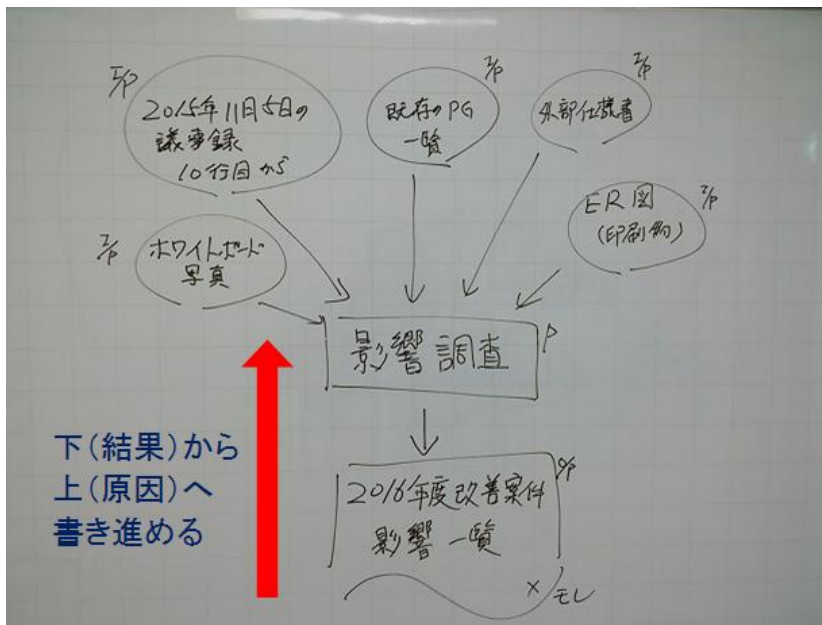 I/P
2015年11月5日の
議事録
10行目から
I/P
既存のPG
一覧
I/P
外部仕様書
I/P
ER図
(印刷物)
I/P
ホワイトボード
写真
影響調査
P
下(結果)から
上(原因)へ
書き進める
O/P
2016年度改善案件
影響一覧
× モレ